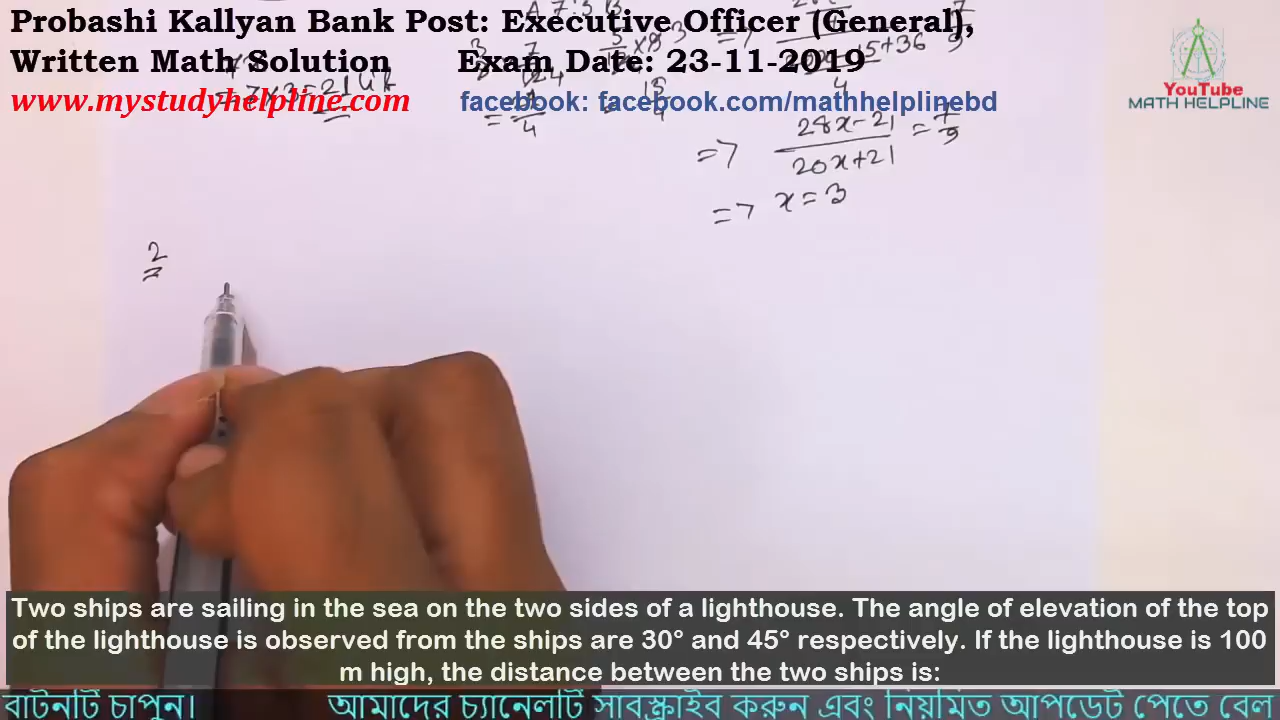 Probashi Kallyan Bank Post: Executive Officer (General),
Written Math Solution Exam Date: 23-11-2019
www.mystudyhelpline.com facebook: facebook.com/mathhelplinebd
YouTube
MATH HELPLINE
=> 28x-21 / 20x+21 = 7/9
=> x = 3
2
Two ships are sailing in the sea on the two sides of a lighthouse. The angle of elevation of the top
of the lighthouse is observed from the ships are 30° and 45° respectively. If the lighthouse is 100
m high, the distance between the two ships is:
বাটনটি চাপুন। আমাদের চ্যানেলটি সাবস্ক্রাইব করুন এবং নিয়মিত আপডেট পেতে বেল